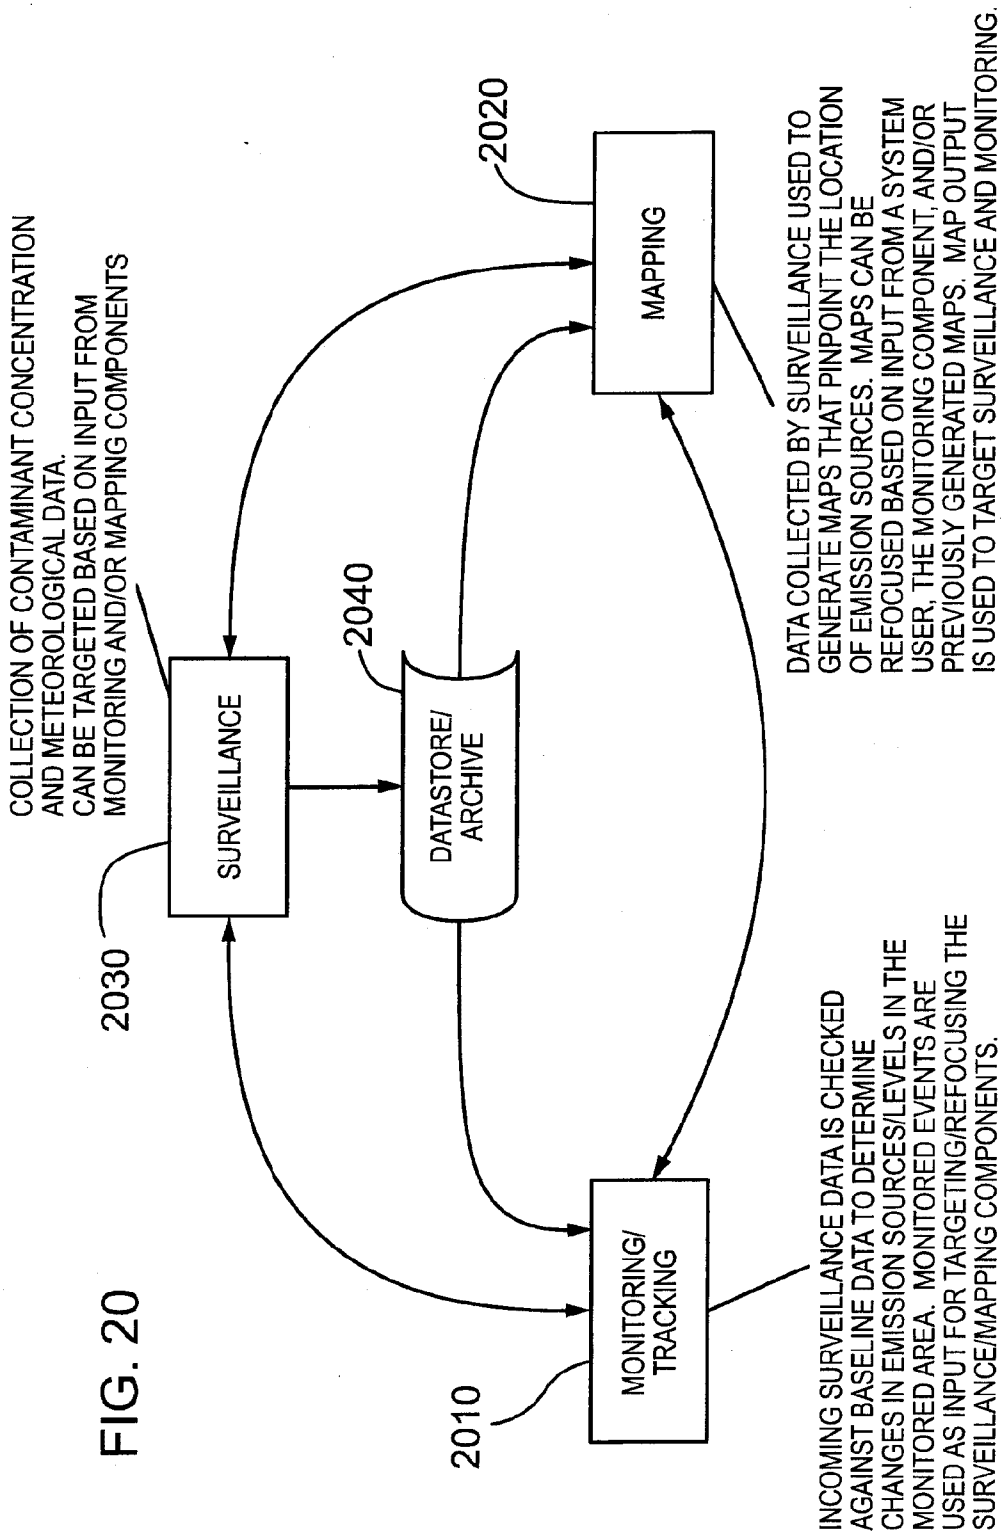 FIG. 20
COLLECTION OF CONTAMINANT CONCENTRATION
AND METEOROLOGICAL DATA.
CAN BE TARGETED BASED ON INPUT FROM
MONITORING AND/OR MAPPING COMPONENTS
2030
SURVEILLANCE
2040
DATASTORE/
ARCHIVE
2010
MONITORING/
TRACKING
2020
MAPPING
INCOMING SURVEILLANCE DATA IS CHECKED
AGAINST BASELINE DATA TO DETERMINE
CHANGES IN EMISSION SOURCES/LEVELS IN THE
MONITORED AREA. MONITORED EVENTS ARE
USED AS INPUT FOR TARGETING/REFOCUSING THE
SURVEILLANCE/MAPPING COMPONENTS.
DATA COLLECTED BY SURVEILLANCE USED TO
GENERATE MAPS THAT PINPOINT THE LOCATION
OF EMISSION SOURCES. MAPS CAN BE
REFOCUSED BASED ON INPUT FROM A SYSTEM
USER, THE MONITORING COMPONENT, AND/OR
PREVIOUSLY GENERATED MAPS. MAP OUTPUT
IS USED TO TARGET SURVEILLANCE AND MONITORING.